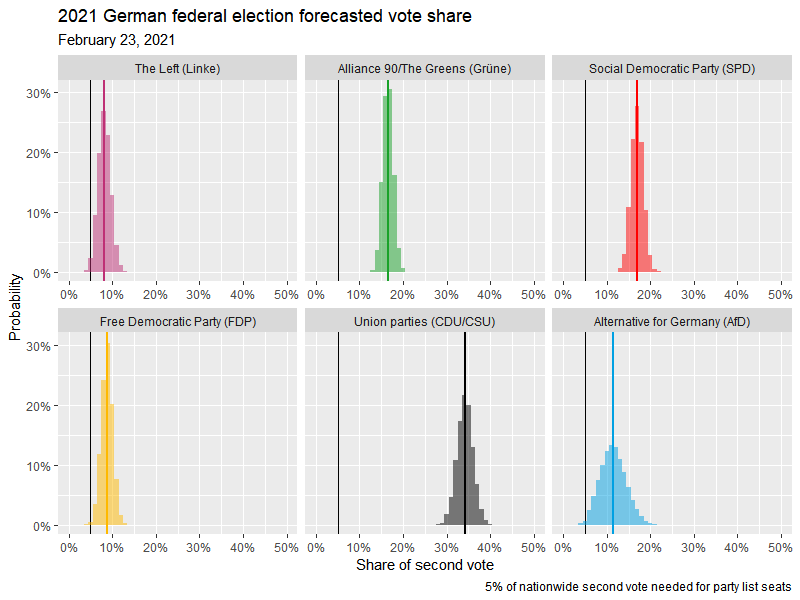 2021 German federal election forecasted vote share
February 23, 2021
The Left (Linke)
Alliance 90/The Greens (Grüne)
Social Democratic Party (SPD)
30%
20%
10%
0%
0% 10% 20% 30% 40% 50%
0% 10% 20% 30% 40% 50%
0% 10% 20% 30% 40% 50%
Probability
Free Democratic Party (FDP)
Union parties (CDU/CSU)
Alternative for Germany (AfD)
30%
20%
10%
0%
0% 10% 20% 30% 40% 50%
0% 10% 20% 30% 40% 50%
0% 10% 20% 30% 40% 50%
Share of second vote
5% of nationwide second vote needed for party list seats